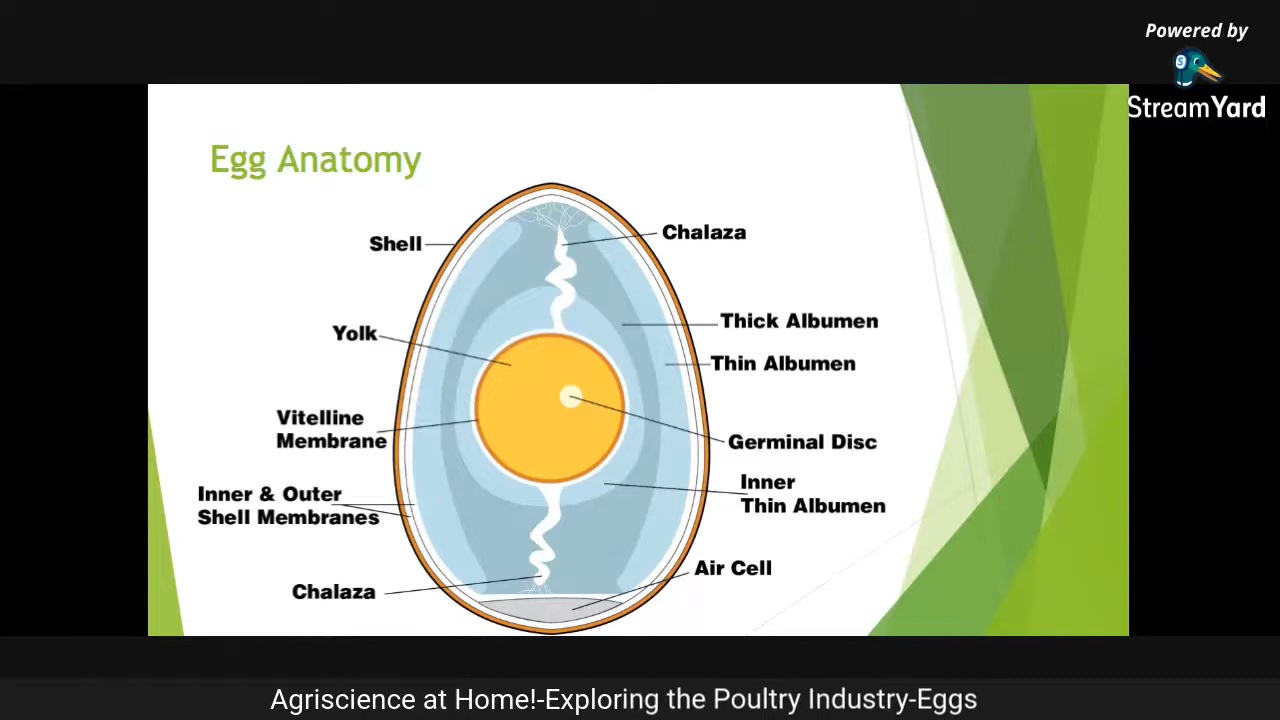 Powered by
StreamYard
Egg Anatomy
Shell
Chalaza
Yolk
Thick Albumen
Thin Albumen
Vitelline
Membrane
Germinal Disc
Inner & Outer
Shell Membranes
Inner
Thin Albumen
Chalaza
Air Cell
Agriscience at Home!-Exploring the Poultry Industry-Eggs